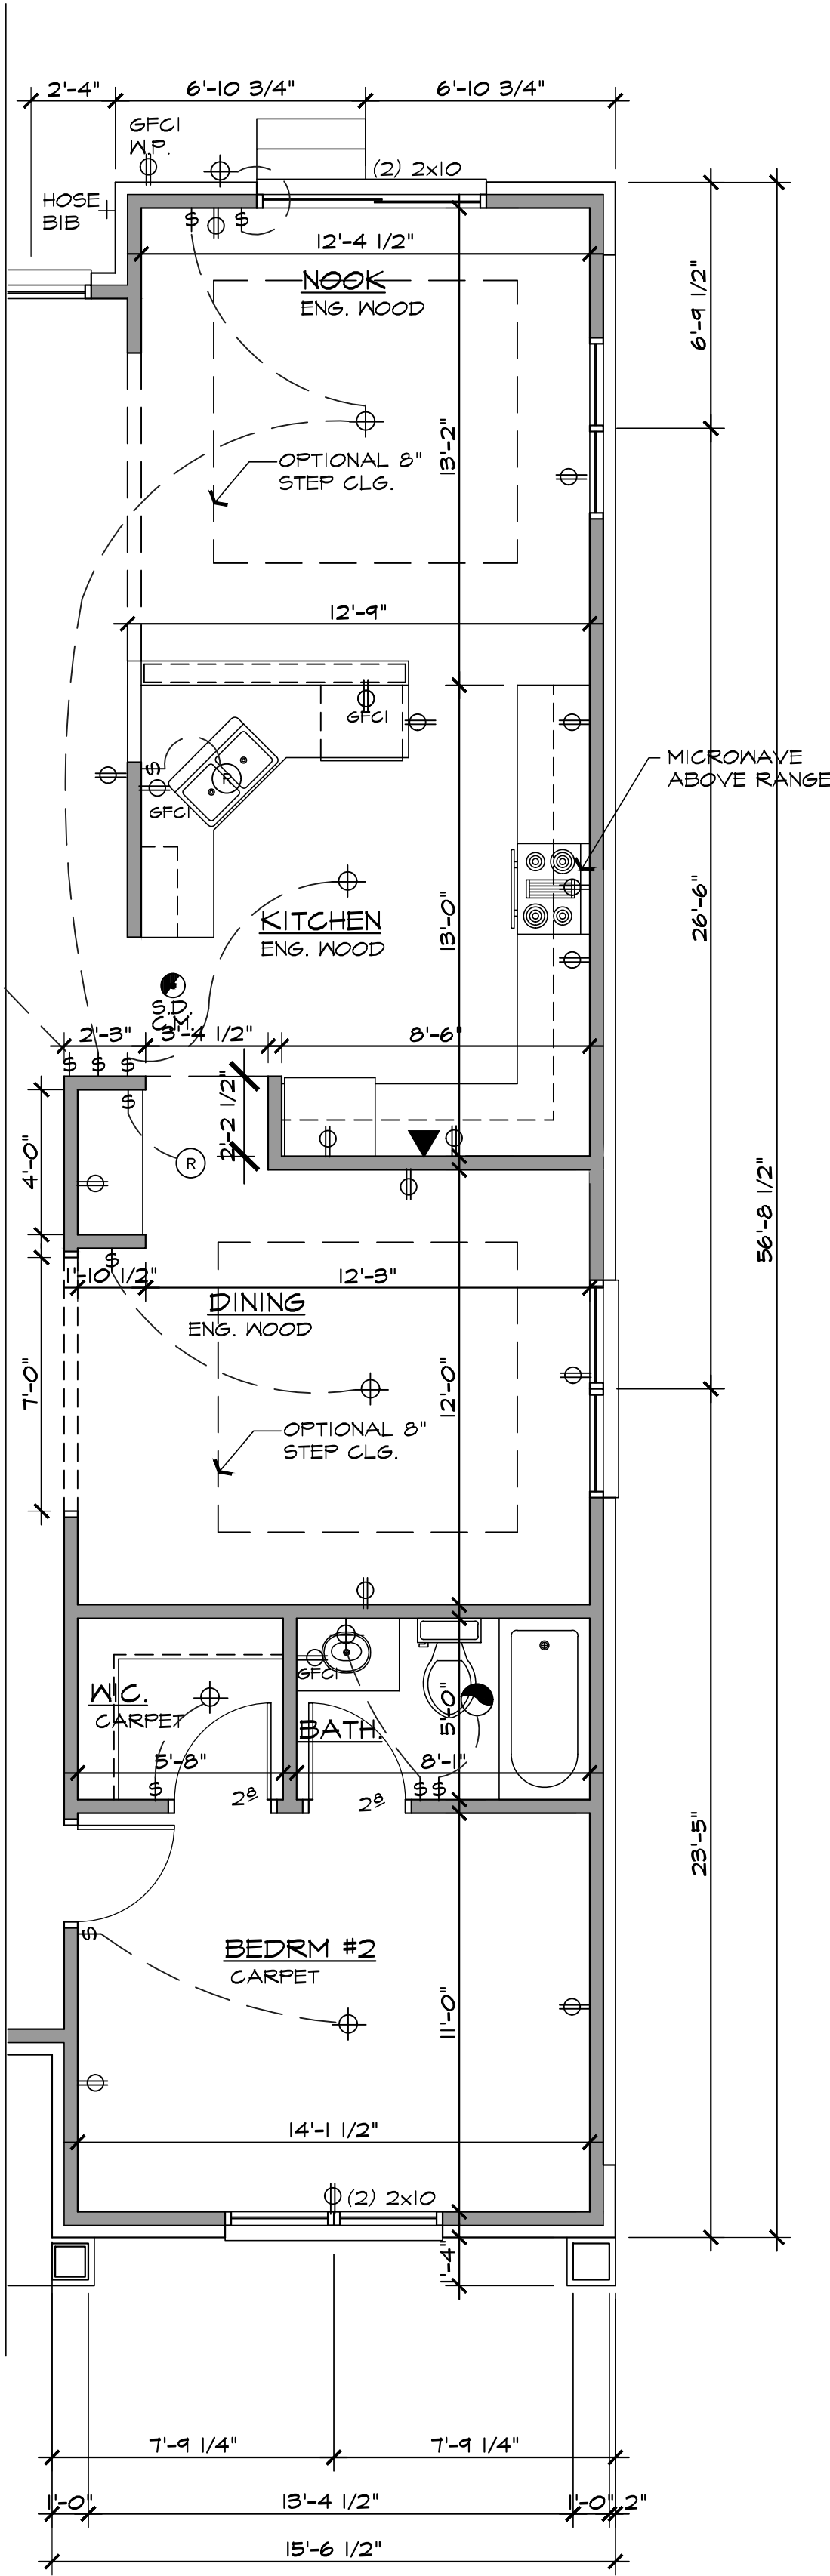 2'-4"
6'-10 3/4"
6'-10 3/4"
GFCI
W.P.
(2) 2x10
HOSE
BIB
$
$
12'-4 1/2"
NOOK
ENG. WOOD
6'-9 1/2"
13'-2"
OPTIONAL 8"
STEP CLG.
12'-9"
GFCI
MICROWAVE
ABOVE RANGE
$
R
GFCI
KITCHEN
ENG. WOOD
13'-0"
26'-6"
S.D.
C.M.
2'-3"
3'-4 1/2"
8'-6"
$
$
$
$
2'-2 1/2"
4'-0"
R
56'-8 1/2"
$
1'-10 1/2"
12'-3"
DINING
ENG. WOOD
7'-0"
12'-0"
OPTIONAL 8"
STEP CLG.
GFCI
W.I.C.
CARPET
5'-0"
BATH.
5'-8"
8'-1"
$
$
$
2⁸
2⁸
23'-5"
$
BEDRM #2
CARPET
11'-0"
14'-1 1/2"
(2) 2x10
1'-4"
7'-9 1/4"
7'-9 1/4"
1'-0"
13'-4 1/2"
1'-0"
2"
15'-6 1/2"